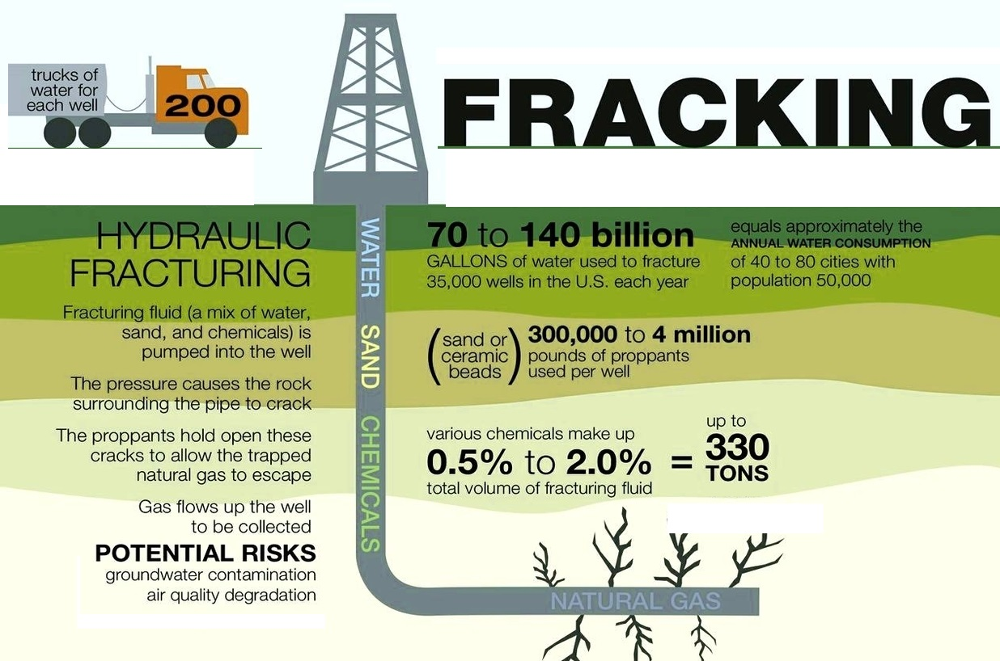 trucks of
water for
each well
200
FRACKING
HYDRAULIC
FRACTURING
Fracturing fluid (a mix of water,
sand, and chemicals) is
pumped into the well
The pressure causes the rock
surrounding the pipe to crack
The proppants hold open these
cracks to allow the trapped
natural gas to escape
Gas flows up the well
to be collected
POTENTIAL RISKS
groundwater contamination
air quality degradation
WATER
SAND
CHEMICALS
NATURAL GAS
70 to 140 billion
GALLONS of water used to fracture
35,000 wells in the U.S. each year
equals approximately the
ANNUAL WATER CONSUMPTION
of 40 to 80 cities with
population 50,000
(sand or
ceramic
beads)
300,000 to 4 million
pounds of proppants
used per well
various chemicals make up
0.5% to 2.0%
total volume of fracturing fluid
=
up to
330
TONS